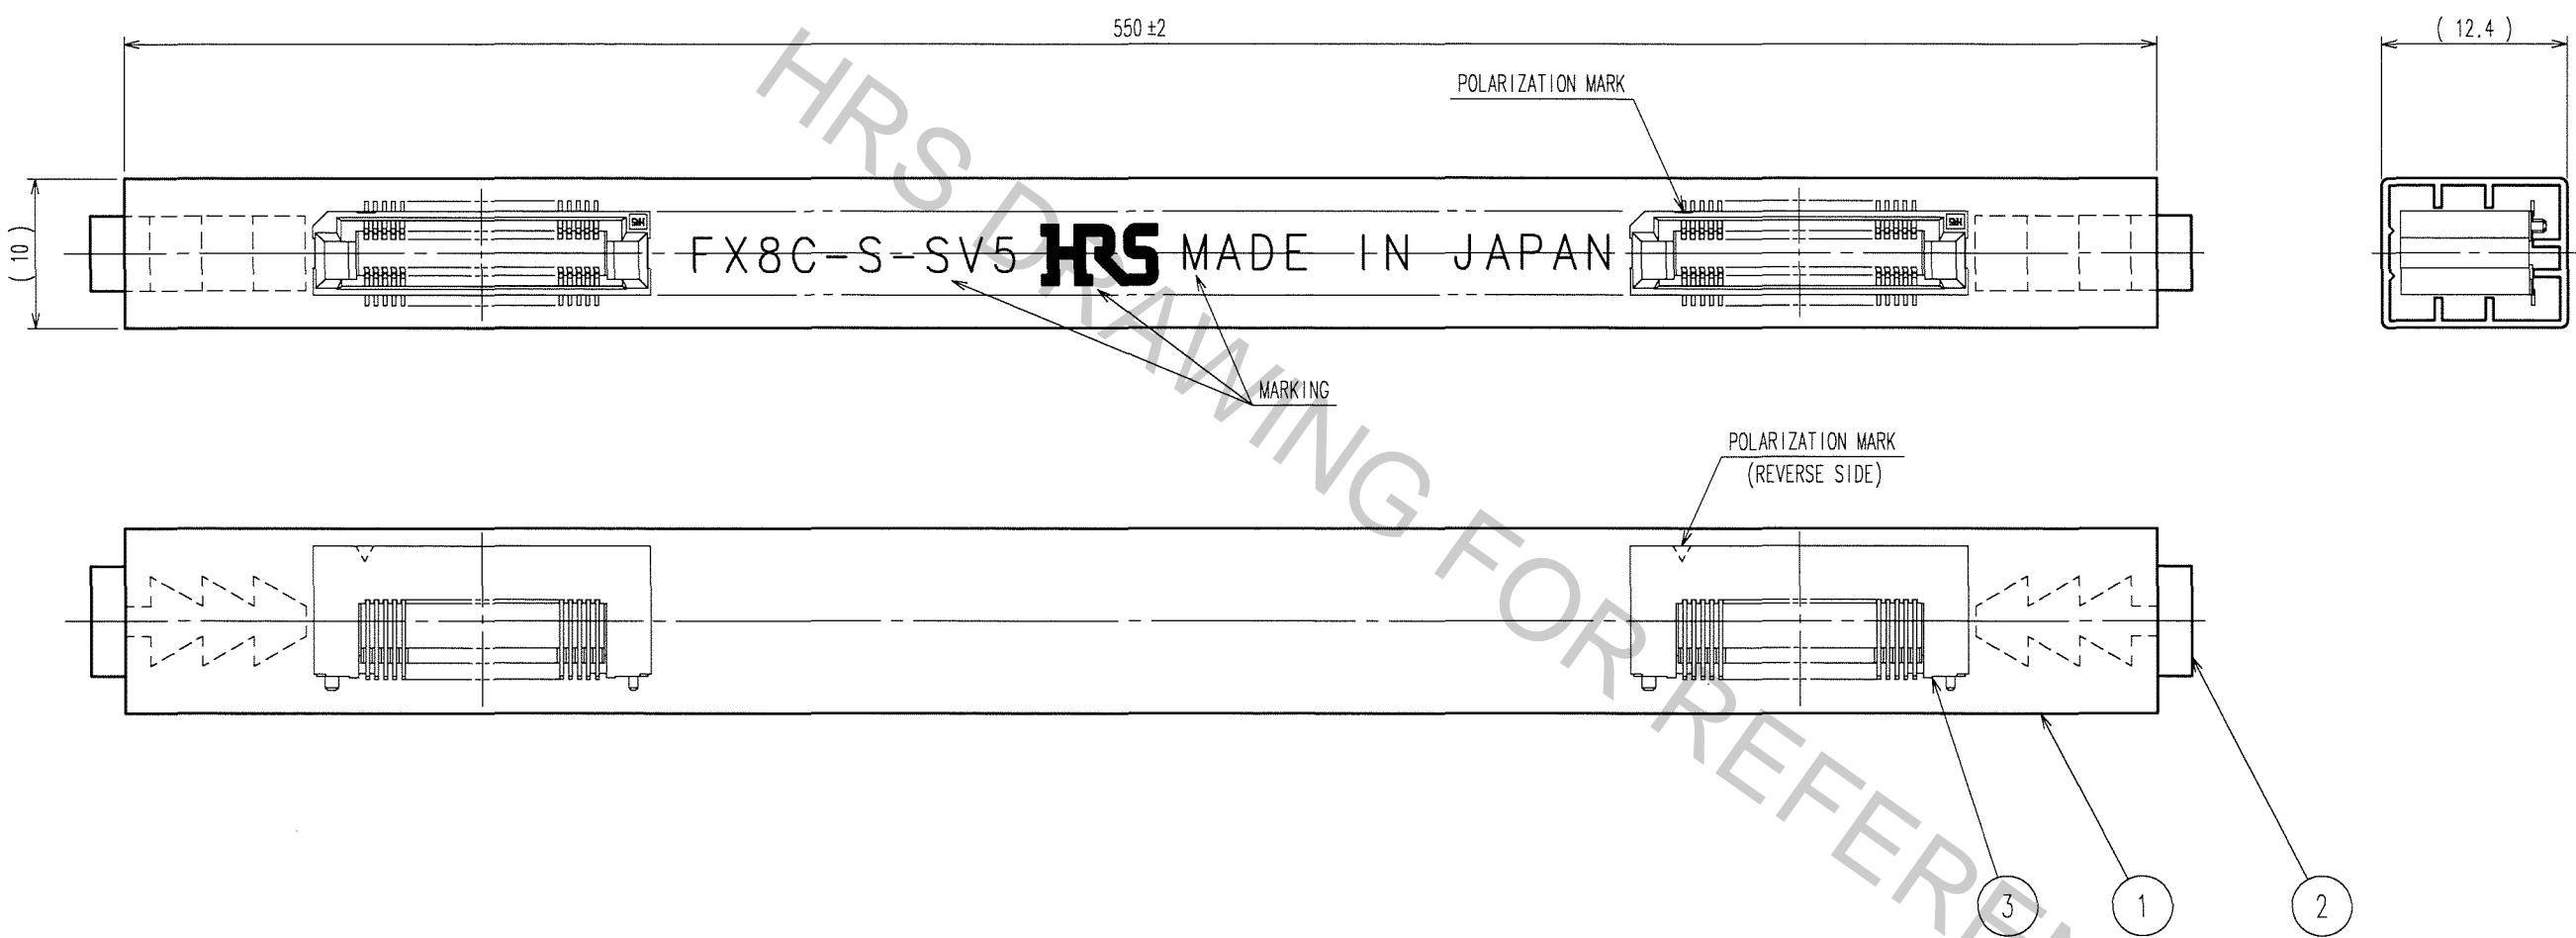 550 ±2
( 12.4 )
POLARIZATION MARK
( 10 )
FX8C-S-SV5 HRS MADE IN JAPAN
MARKING
POLARIZATION MARK
(REVERSE SIDE)
3
1
2
HRS DRAWING FOR REFEREN